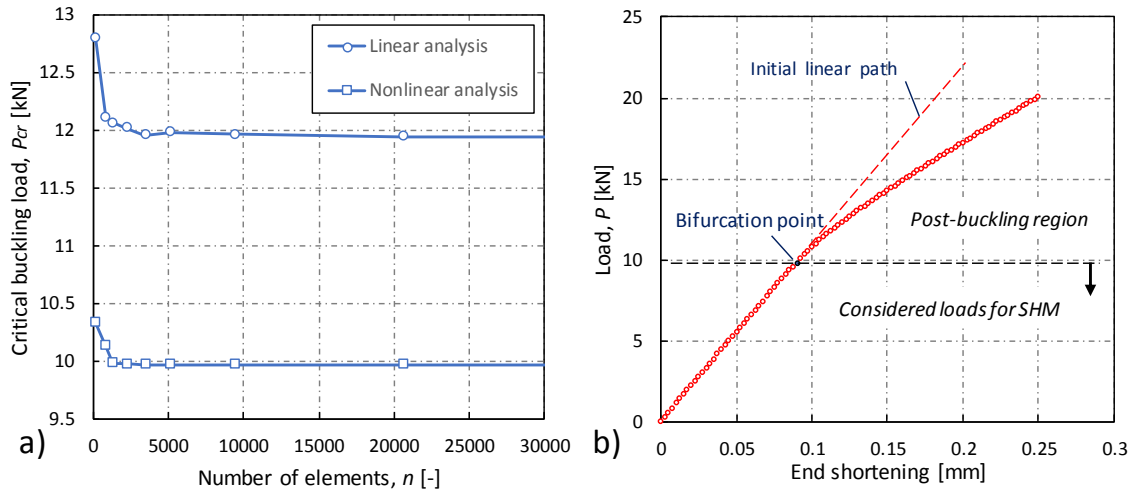 13
12.5
12
11.5
11
10.5
10
9.5
Critical buckling load, Pcr [kN]
Linear analysis
Nonlinear analysis
0
5000
10000
15000
20000
25000
30000
Number of elements, n [-]
a)
25
20
15
10
5
0
Load, P [kN]
Initial linear path
Bifurcation point
Post-buckling region
Considered loads for SHM
0
0.05
0.1
0.15
0.2
0.25
0.3
End shortening [mm]
b)